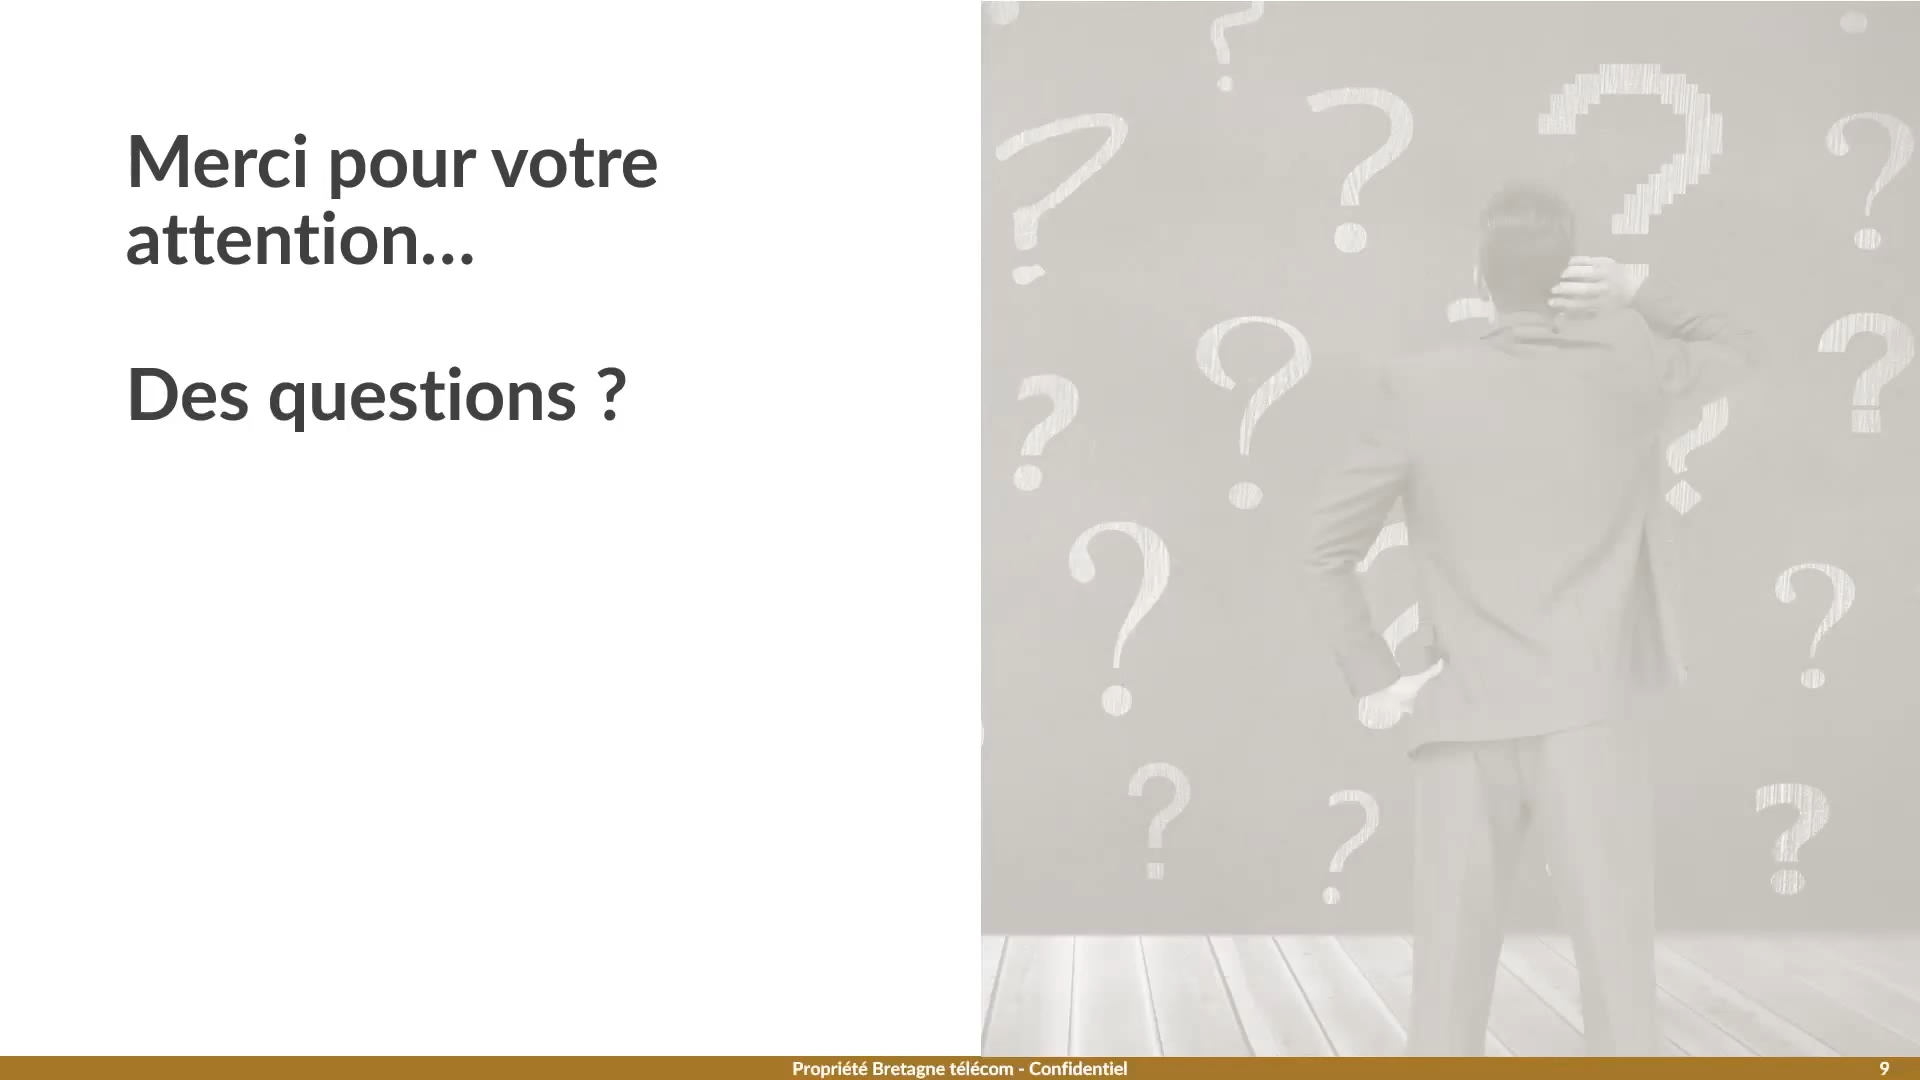 Merci pour votre
attention…
Des questions ?
Propriété Bretagne télécom - Confidentiel
9